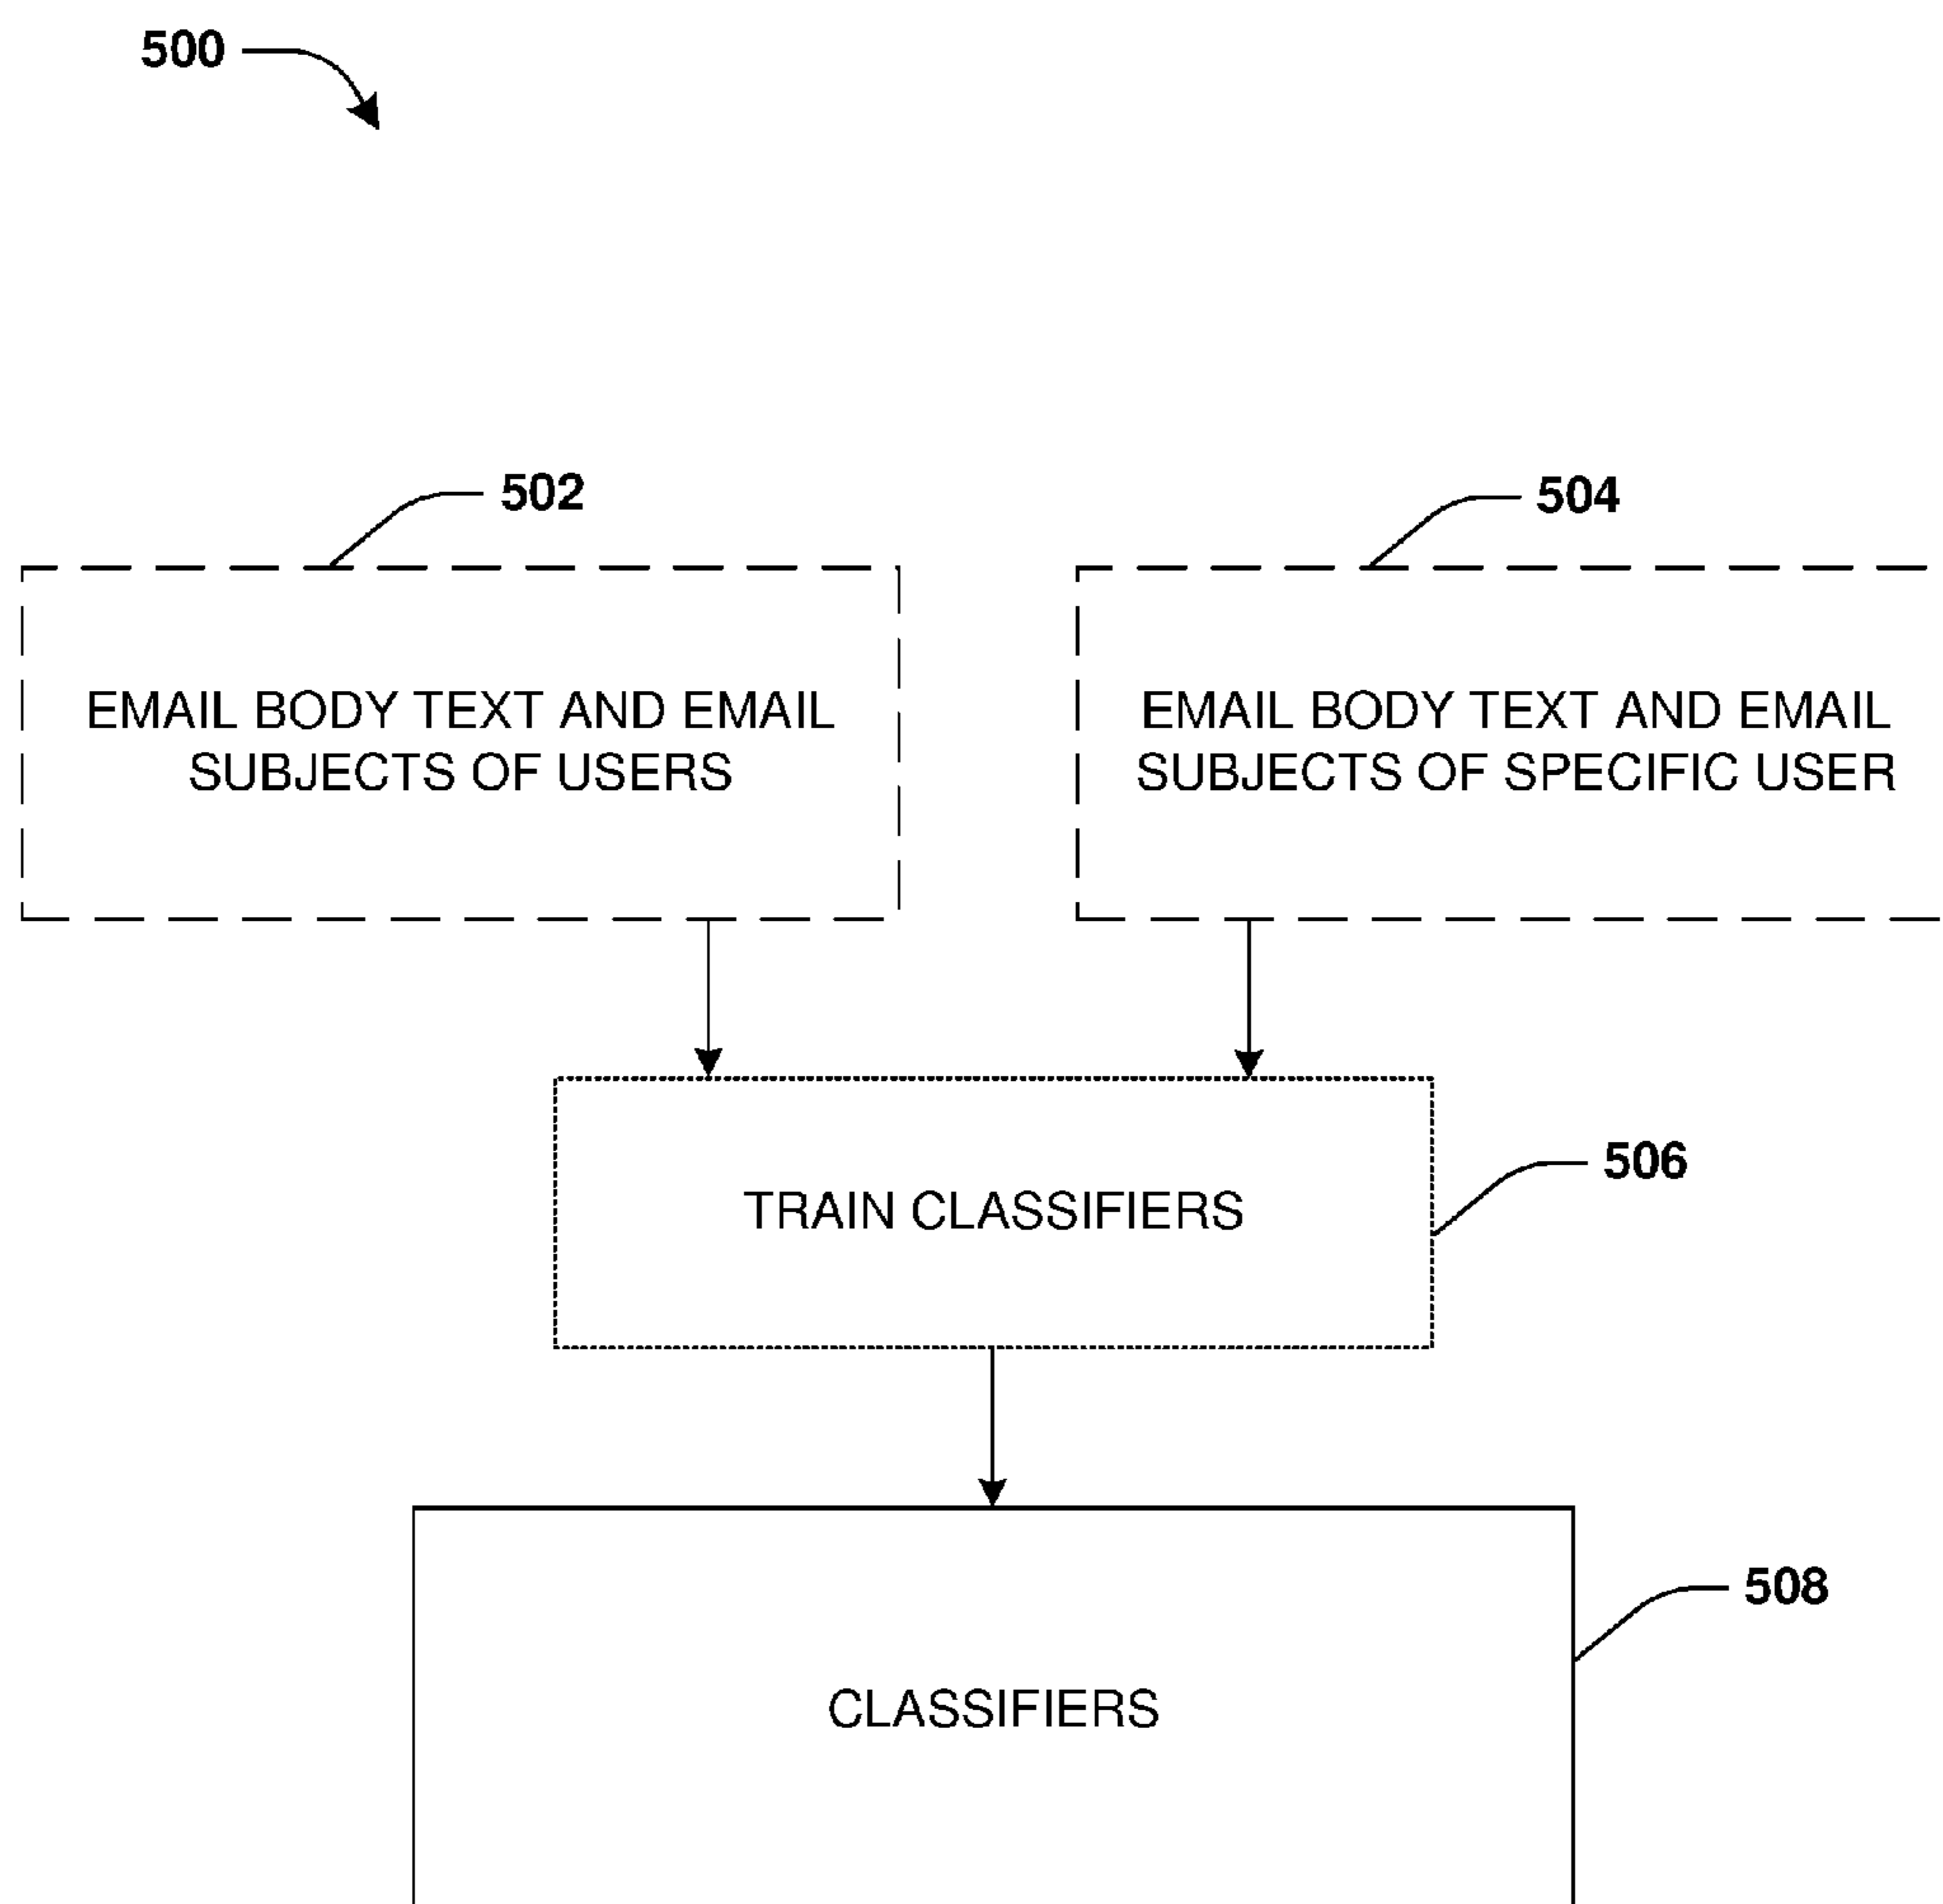 500
502
504
EMAIL BODY TEXT AND EMAIL
SUBJECTS OF USERS
EMAIL BODY TEXT AND EMAIL
SUBJECTS OF SPECIFIC USER
506
TRAIN CLASSIFIERS
508
CLASSIFIERS